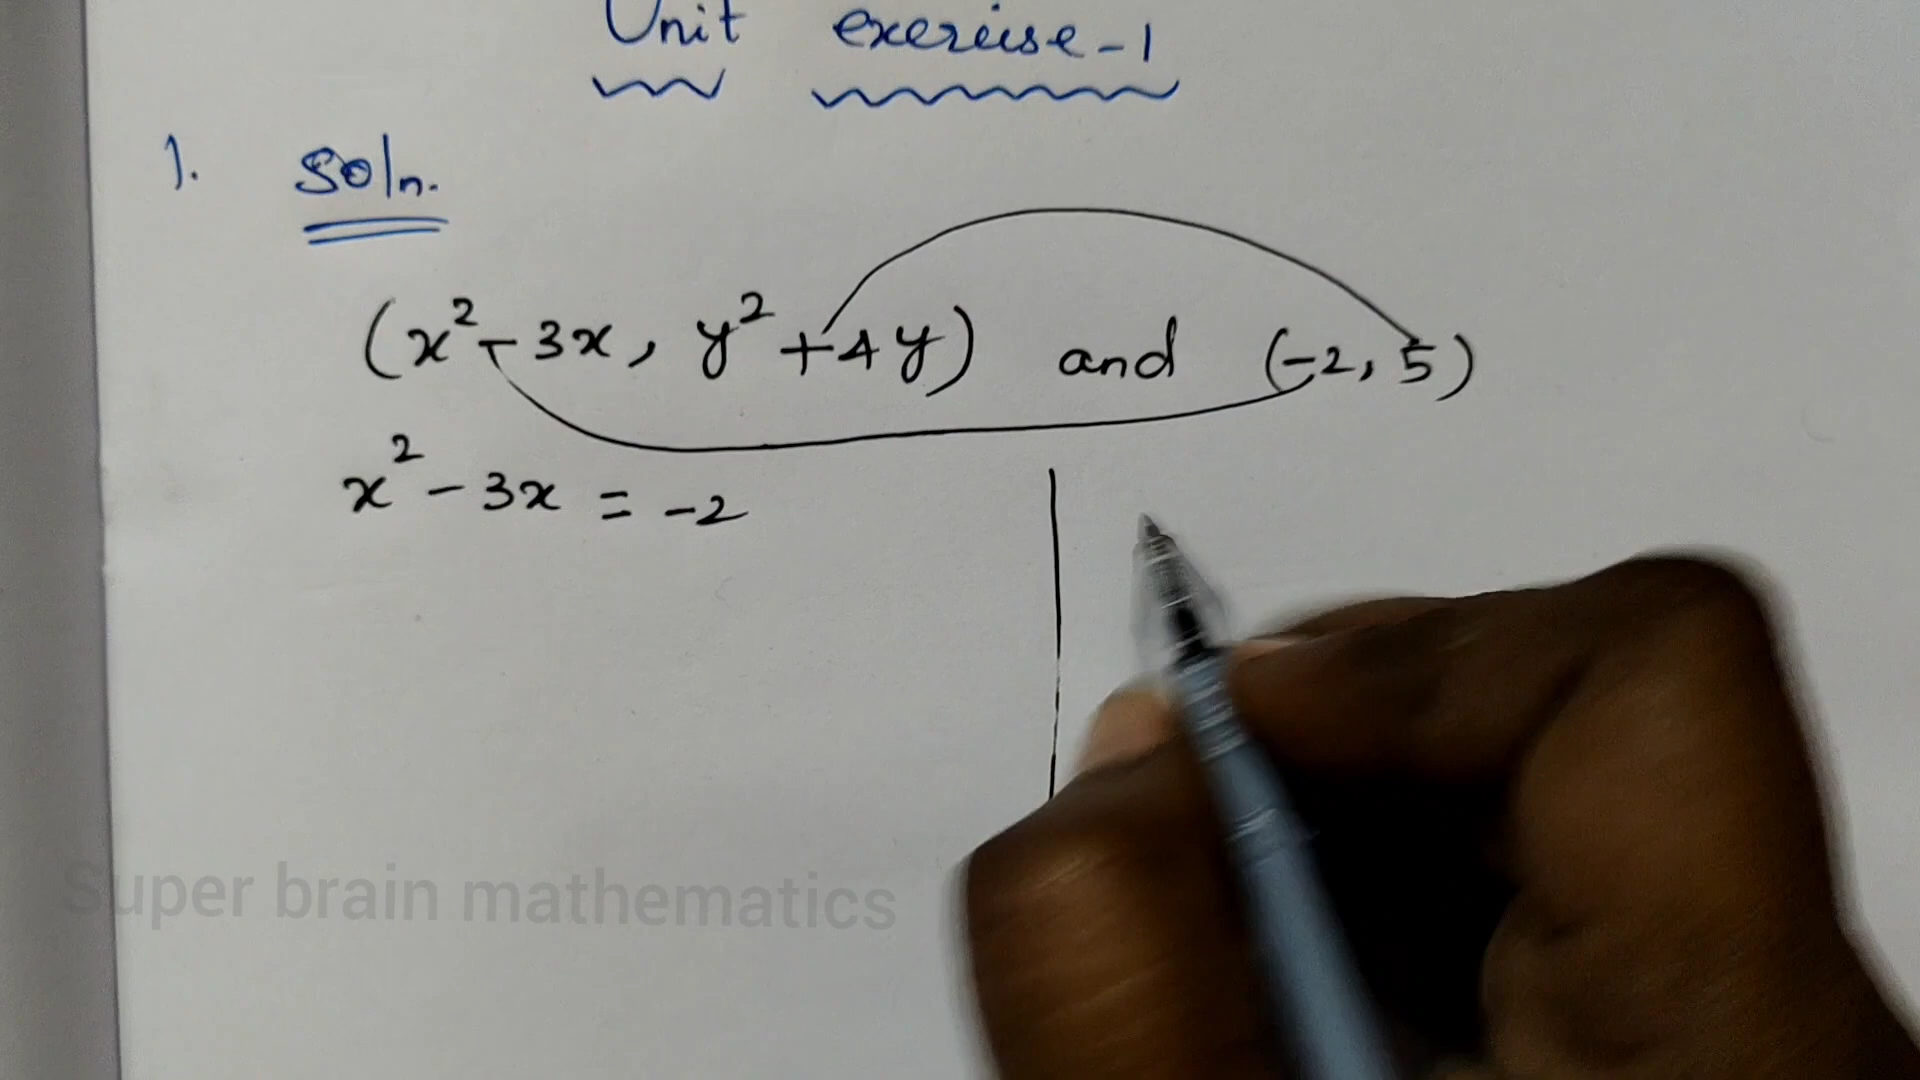 Unit exercise-1
1. Soln.
(x² - 3x, y² + 4y) and (-2, 5)
x² - 3x = -2
Super brain mathematics